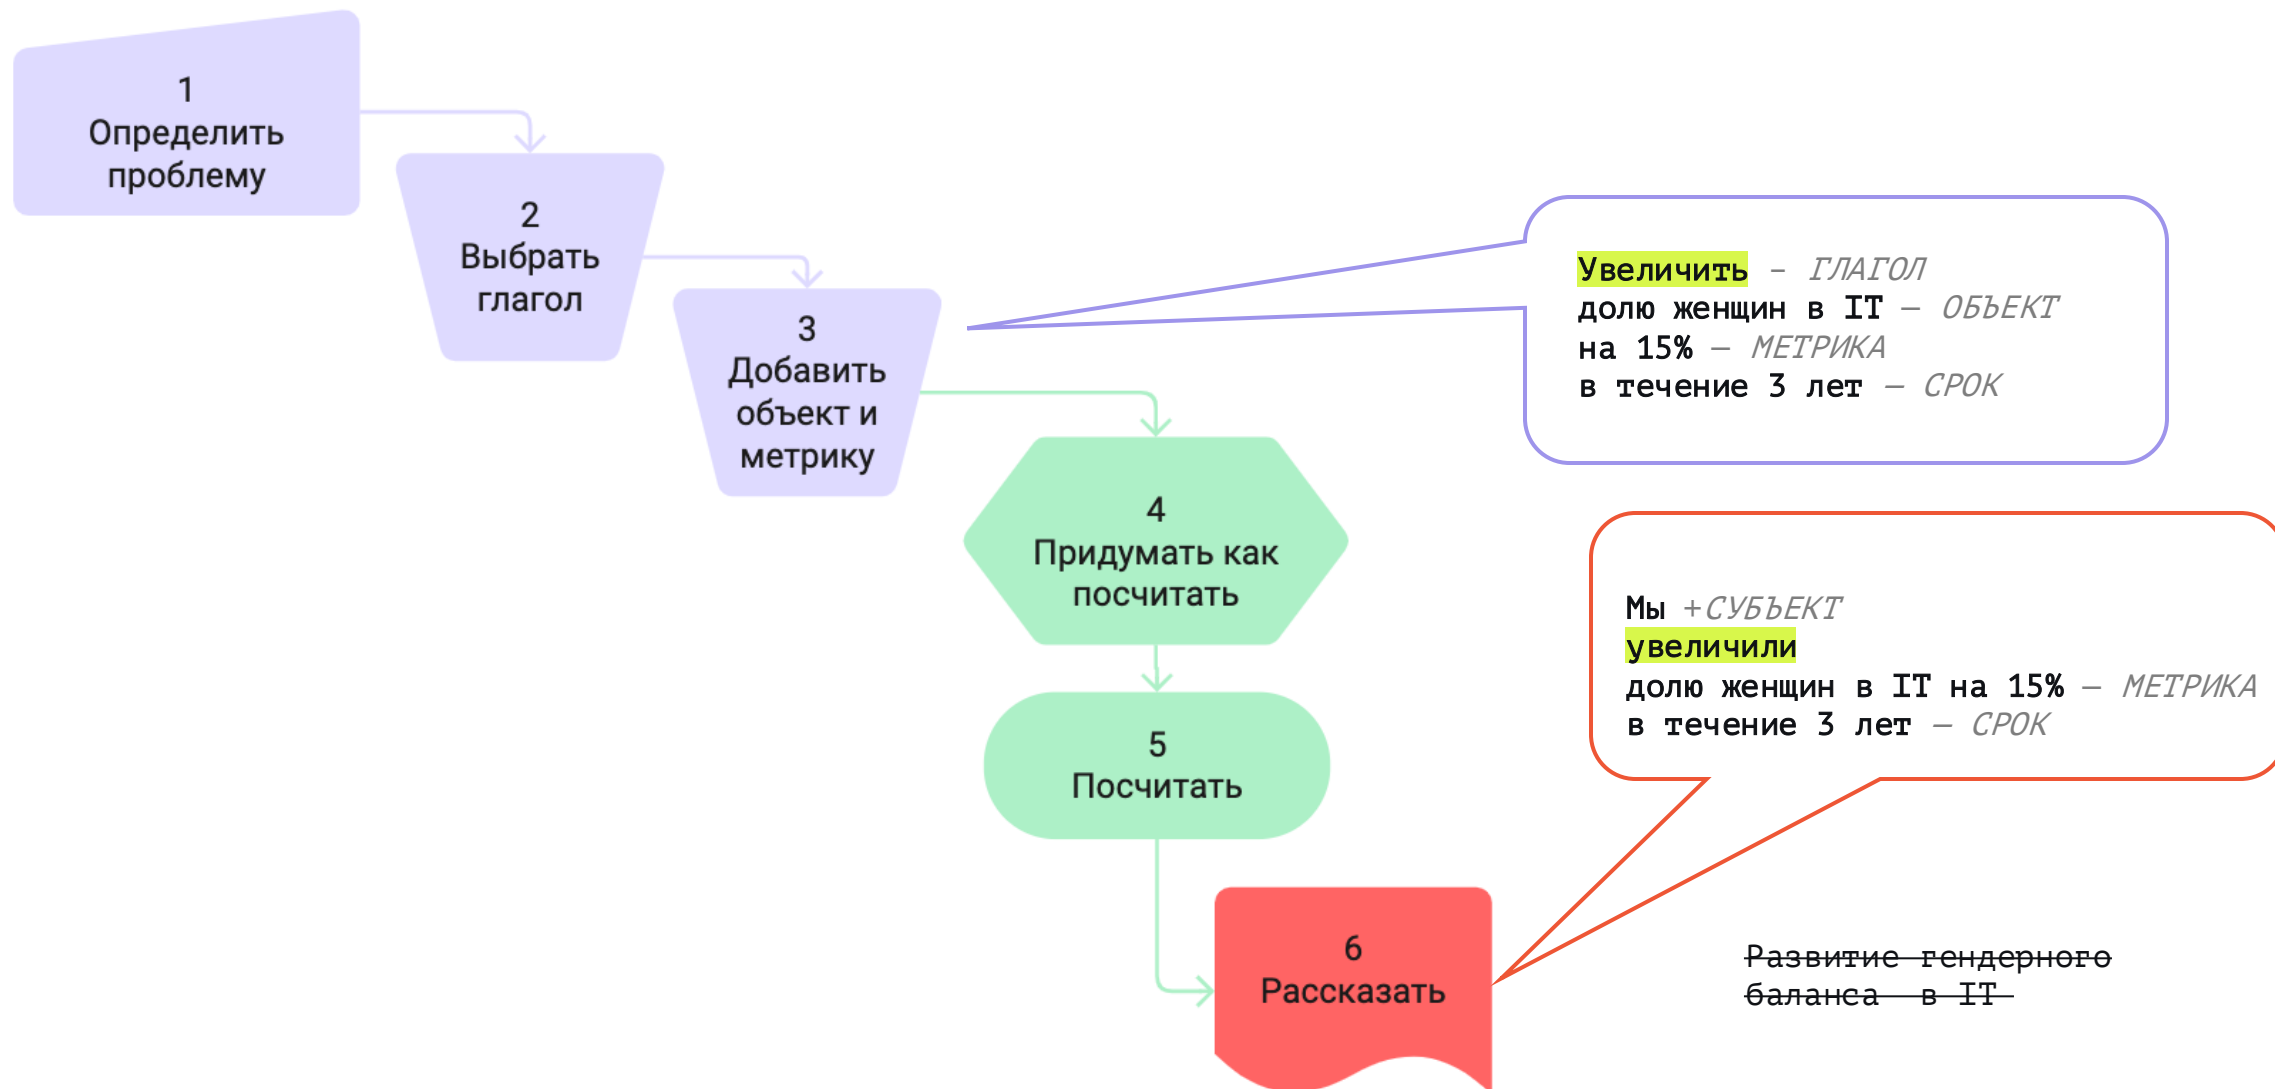 1
Определить
проблему
2
Выбрать
глагол
3
Добавить
объект и
метрику
Увеличить – ГЛАГОЛ
долю женщин в IT – ОБЪЕКТ
на 15% – МЕТРИКА
в течение 3 лет – СРОК
4
Придумать как
посчитать
Мы +СУБЪЕКТ
увеличили
долю женщин в IT на 15% – МЕТРИКА
в течение 3 лет – СРОК
5
Посчитать
6
Рассказать
Развитие гендерного
баланса в IT